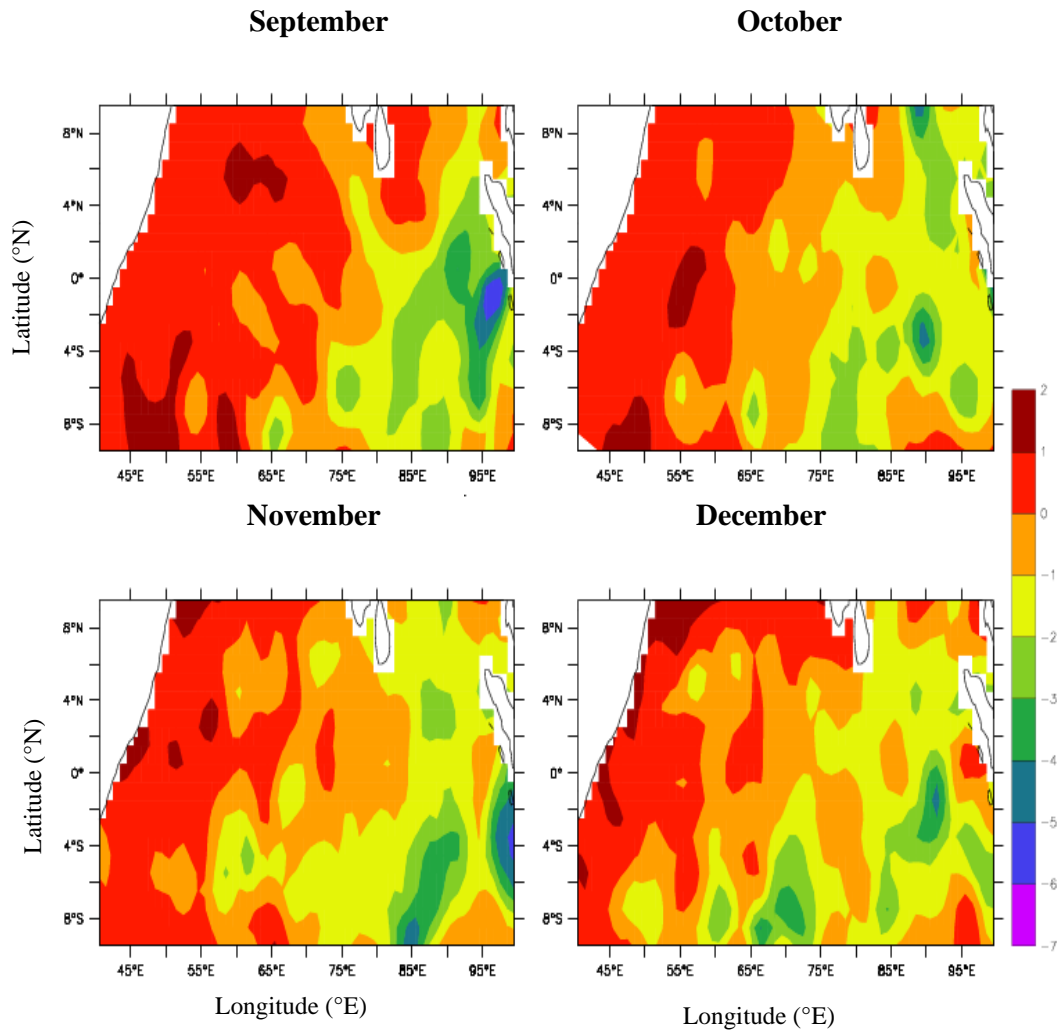 September October
8°N 8°N
4°N 4°N
0° 0°
4°S 4°S
8°S 8°S
Latitude (°N)
45°E 55°E 65°E 75°E 85°E 95°E 45°E 55°E 65°E 75°E 85°E 95°E
November December
8°N 8°N
4°N 4°N
0° 0°
4°S 4°S
8°S 8°S
Latitude (°N) Latitude (°N)
45°E 55°E 65°E 75°E 85°E 95°E 45°E 55°E 65°E 75°E 85°E 95°E
Longitude (°E) Longitude (°E)
2
1
0
−1
−2
−3
−4
−5
−6
−7